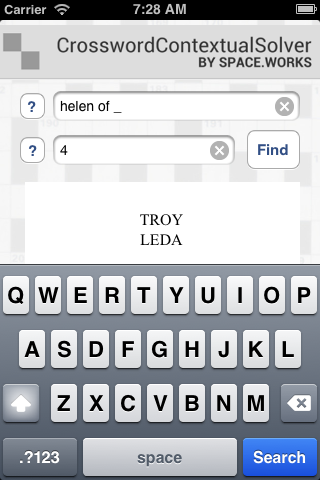 Carrier 7:28 AM
CrosswordContextualSolver
BY SPACE.WORKS
? helen of _
? 4 Find
TROY
LEDA
Q W E R T Y U I O P
A S D F G H J K L
Z X C V B N M
.?123 space Search